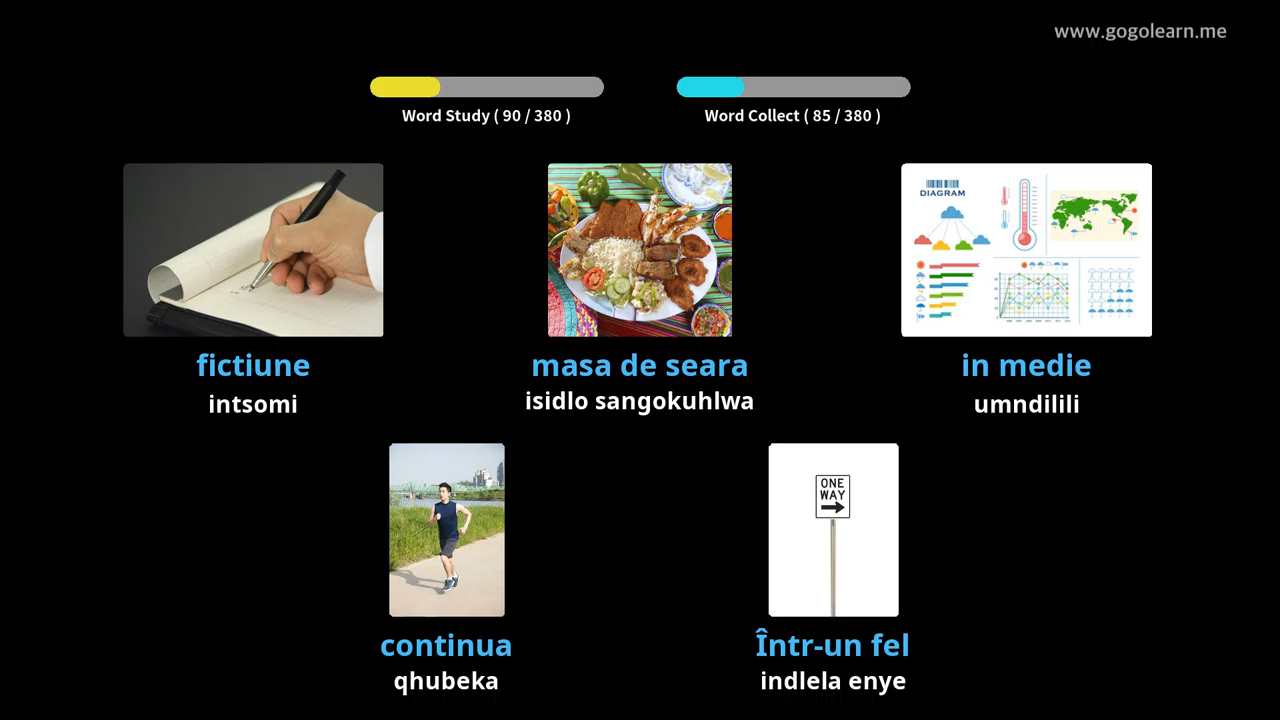 www.gogolearn.me
Word Study ( 90 / 380 )
Word Collect ( 85 / 380 )
DIAGRAM
fictiune
masa de seara
in medie
intsomi
isidlo sangokuhlwa
umndilili
ONE
WAY
continua
Într-un fel
qhubeka
indlela enye